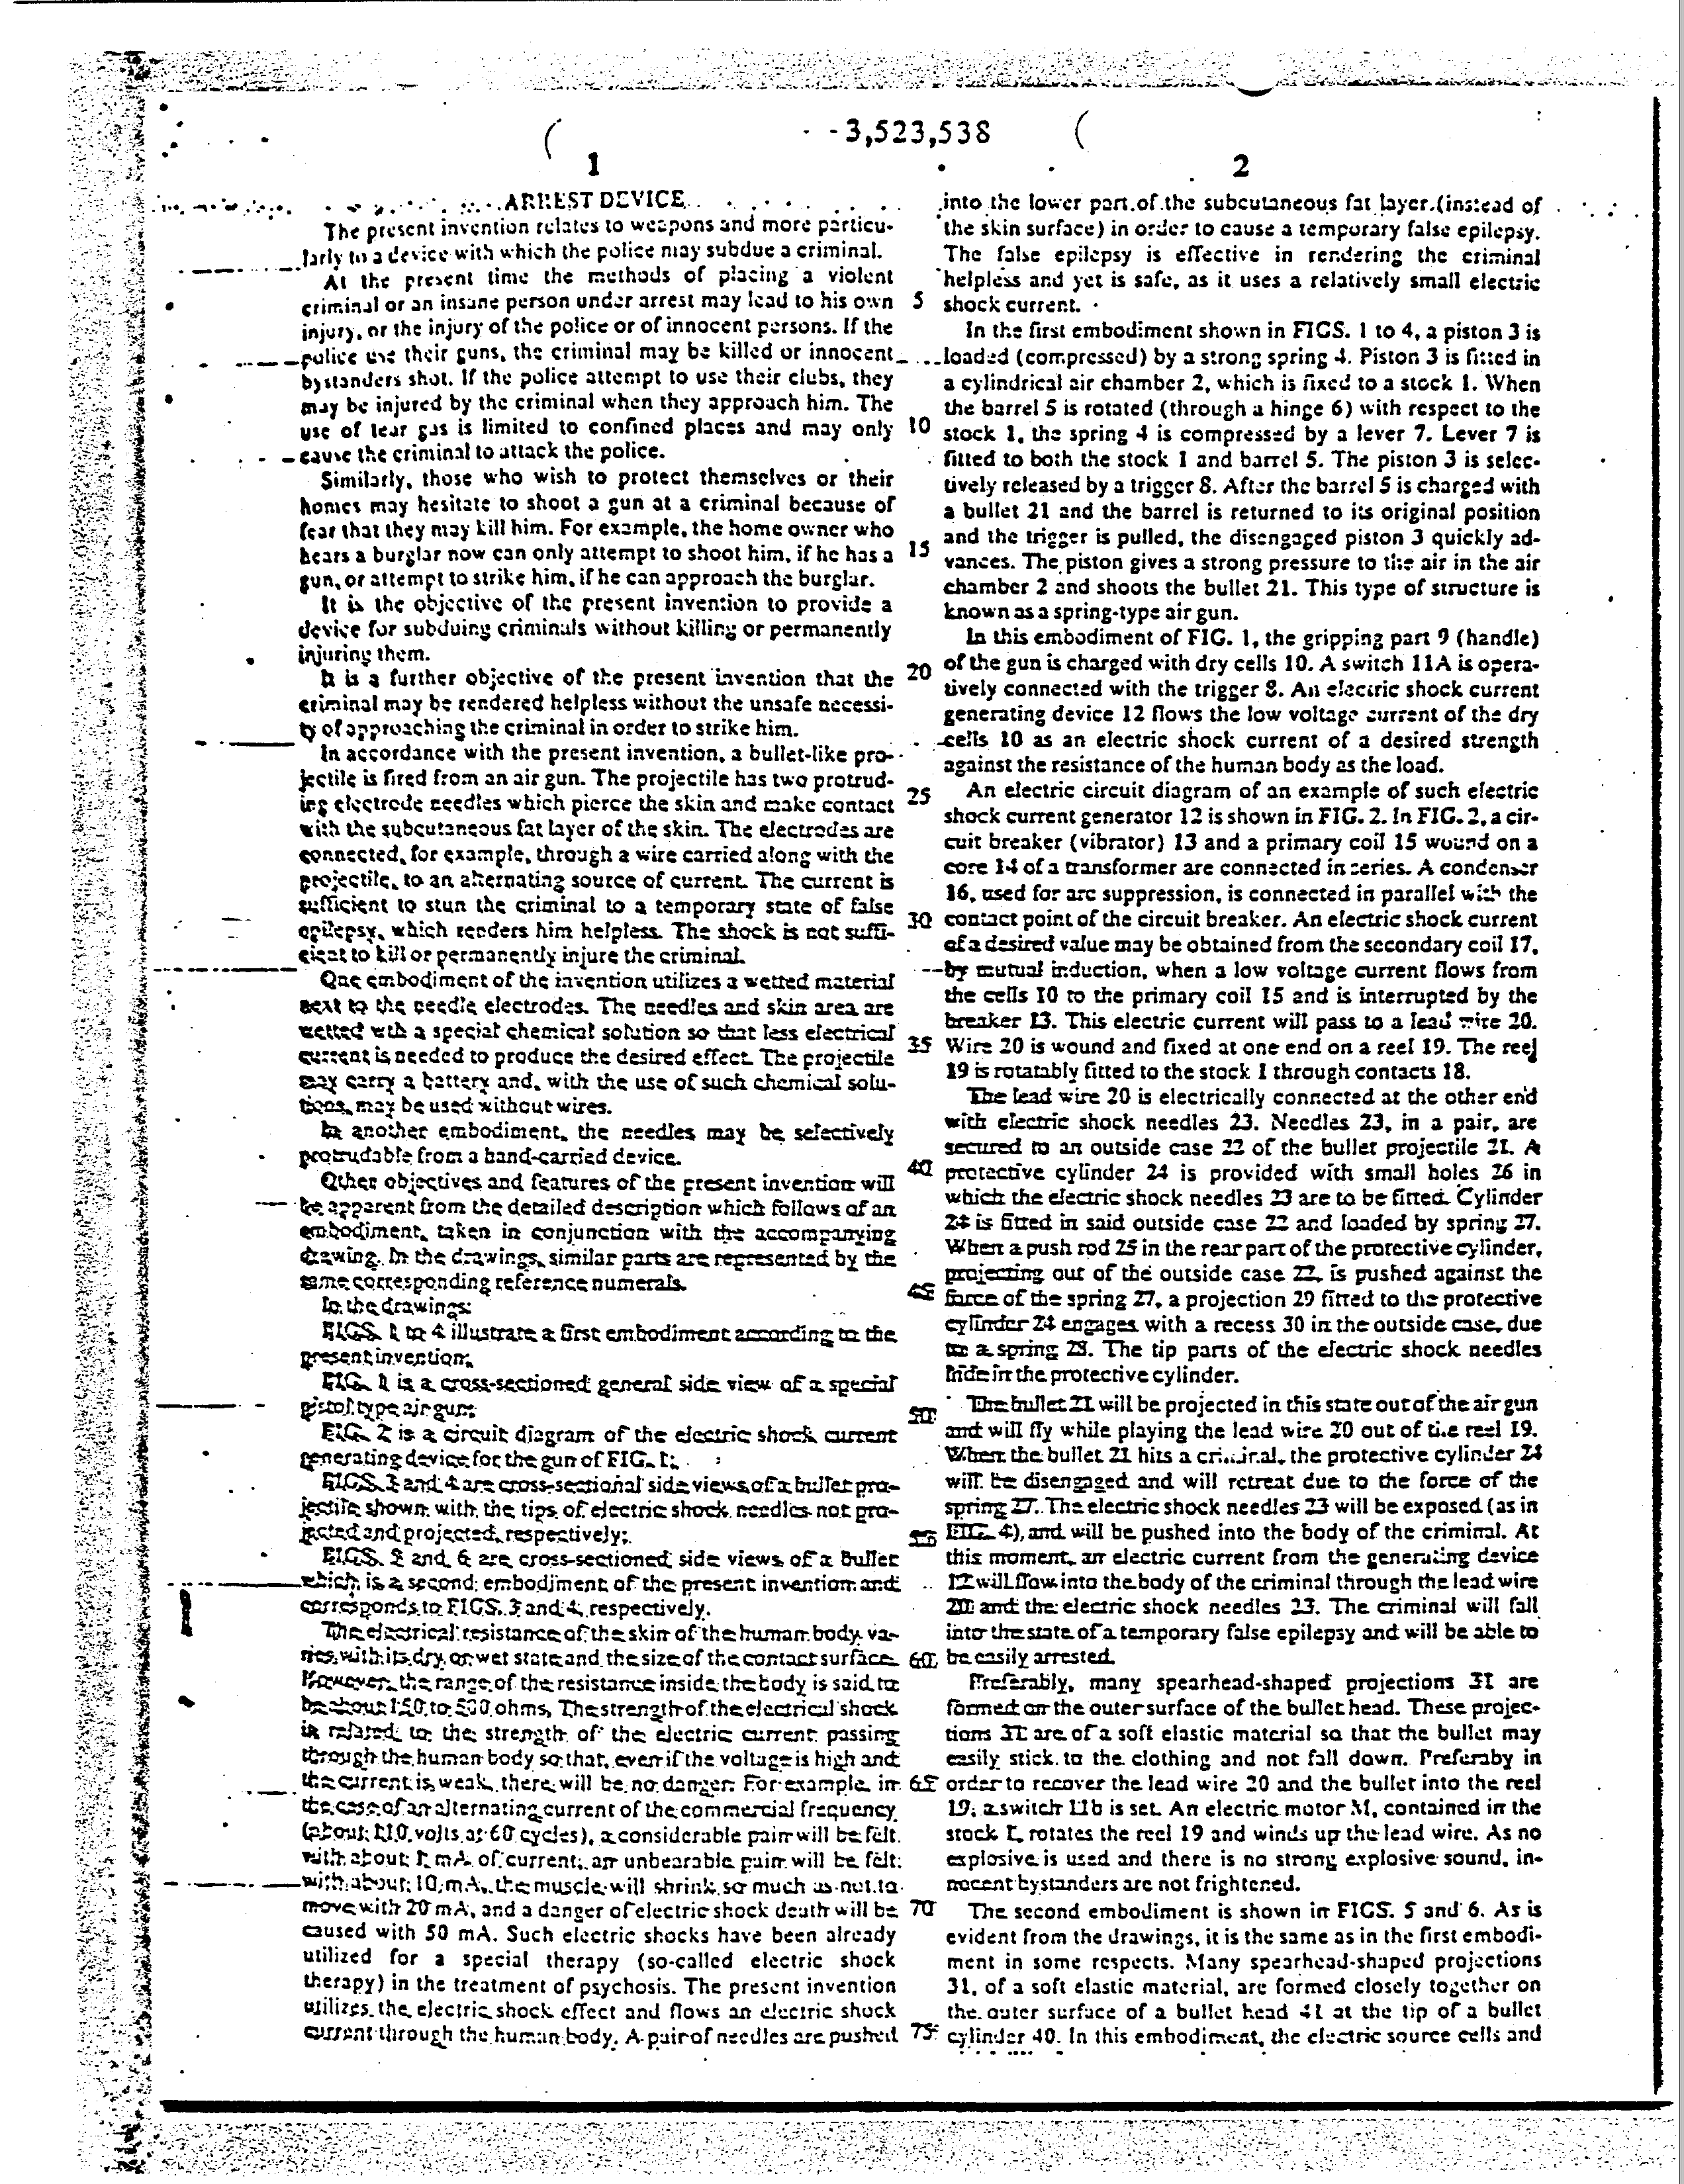 3,523,538
1
ARREST DEVICE
The present invention relates to weapons and more particu-
larly to a device with which the police may subdue a criminal.
At the present time the methods of placing a violent
criminal or an insane person under arrest may lead to his own
injury, or the injury of the police or of innocent persons. If the
police use their guns, the criminal may be killed or innocent
bystanders shot. If the police attempt to use their clubs, they
may be injured by the criminal when they approach him. The
use of tear gas is limited to confined places and may only
cause the criminal to attack the police.
Similarly, those who wish to protect themselves or their
homes may hesitate to shoot a gun at a criminal because of
fear that they may kill him. For example, the home owner who
hears a burglar now can only attempt to shoot him, if he has a
gun, or attempt to strike him, if he can approach the burglar.
It is the objective of the present invention to provide a
device for subduing criminals without killing or permanently
injuring them.
It is a further objective of the present invention that the
criminal may be rendered helpless without the unsafe necessi-
ty of approaching the criminal in order to strike him.
In accordance with the present invention, a bullet-like pro-
jectile is fired from an air gun. The projectile has two protrud-
ing electrode needles which pierce the skin and make contact
with the subcutaneous fat layer of the skin. The electrodes are
connected, for example, through a wire carried along with the
projectile, to an alternating source of current. The current is
sufficient to stun the criminal to a temporary state of false
epilepsy, which renders him helpless. The shock is not suffi-
cient to kill or permanently injure the criminal.
One embodiment of the invention utilizes a wetted material
next to the needle electrodes. The needles and skin area are
wetted wth a special chemical solution so that less electrical
current is needed to produce the desired effect. The projectile
may carry a battery and, with the use of such chemical solu-
tions, may be used without wires.
In another embodiment, the needles may be selectively
protrudable from a hand-carried device.
Other objectives and features of the present invention will
be apparent from the detailed description which follows of an
embodiment, taken in conjunction with the accompanying
drawing. In the drawings, similar parts are represented by the
same corresponding reference numerals.
In the drawings:
FIGS. 1 to 4 illustrate a first embodiment according to the
present invention;
FIG. 1 is a cross-sectioned general side view of a special
pistol type air gun;
FIG. 2 is a circuit diagram of the electric shock current
generating device for the gun of FIG. 1;
FIGS. 3 and 4 are cross-sectional side views of a bullet pro-
jectile shown with the tips of electric shock needles not pro-
jected and projected, respectively;
FIGS. 5 and 6 are cross-sectioned side views of a bullet
which is a second embodiment of the present invention and
corresponds to FIGS. 3 and 4, respectively.
The electrical resistance of the skin of the human body va-
ries with its dry or wet state and the size of the contact surface.
However, the range of the resistance inside the body is said to
be about 150 to 500 ohms. The strength of the electrical shock
is related to the strength of the electric current passing
through the human body so that, even if the voltage is high and
the current is weak, there will be no danger. For example, in
the case of an alternating current of the commercial frequency
(about 110 volts at 60 cycles), a considerable pain will be felt
with about 1 mA of current; an unbearable pain will be felt
with about 10 mA, the muscle will shrink so much as not to
move with 20 mA, and a danger of electric shock death will be
caused with 50 mA. Such electric shocks have been already
utilized for a special therapy (so-called electric shock
therapy) in the treatment of psychosis. The present invention
utilizes the electric shock effect and flows an electric shock
current through the human body. A pair of needles are pushed
5
10
15
20
25
30
35
40
45
50
55
60
65
70
75
2
into the lower part of the subcutaneous fat layer (instead of
the skin surface) in order to cause a temporary false epilepsy.
The false epilepsy is effective in rendering the criminal
helpless and yet is safe, as it uses a relatively small electric
shock current.
In the first embodiment shown in FIGS. 1 to 4, a piston 3 is
loaded (compressed) by a strong spring 4. Piston 3 is fitted in
a cylindrical air chamber 2, which is fixed to a stock 1. When
the barrel 5 is rotated (through a hinge 6) with respect to the
stock 1, the spring 4 is compressed by a lever 7. Lever 7 is
fitted to both the stock 1 and barrel 5. The piston 3 is selec-
tively released by a trigger 8. After the barrel 5 is charged with
a bullet 21 and the barrel is returned to its original position
and the trigger is pulled, the disengaged piston 3 quickly ad-
vances. The piston gives a strong pressure to the air in the air
chamber 2 and shoots the bullet 21. This type of structure is
known as a spring-type air gun.
In this embodiment of FIG. 1, the gripping part 9 (handle)
of the gun is charged with dry cells 10. A switch 11A is opera-
tively connected with the trigger 8. An electric shock current
generating device 12 flows the low voltage current of the dry
cells 10 as an electric shock current of a desired strength
against the resistance of the human body as the load.
An electric circuit diagram of an example of such electric
shock current generator 12 is shown in FIG. 2. In FIG. 2, a cir-
cuit breaker (vibrator) 13 and a primary coil 15 wound on a
core 14 of a transformer are connected in series. A condenser
16, used for arc suppression, is connected in parallel with the
contact point of the circuit breaker. An electric shock current
of a desired value may be obtained from the secondary coil 17,
by mutual induction, when a low voltage current flows from
the cells 10 to the primary coil 15 and is interrupted by the
breaker 13. This electric current will pass to a lead wire 20.
Wire 20 is wound and fixed at one end on a reel 19. The reel
19 is rotatably fitted to the stock 1 through contacts 18.
The lead wire 20 is electrically connected at the other end
with electric shock needles 23. Needles 23, in a pair, are
secured to an outside case 22 of the bullet projectile 21. A
protective cylinder 24 is provided with small holes 26 in
which the electric shock needles 23 are to be fitted. Cylinder
24 is fitted in said outside case 22 and loaded by spring 27.
When a push rod 25 in the rear part of the protective cylinder,
projecting out of the outside case 22, is pushed against the
force of the spring 27, a projection 29 fitted to the protective
cylinder 24 engages with a recess 30 in the outside case, due
to a spring 28. The tip parts of the electric shock needles
hide in the protective cylinder.
The bullet 21 will be projected in this state out of the air gun
and will fly while playing the lead wire 20 out of the reel 19.
When the bullet 21 hits a criminal, the protective cylinder 24
will be disengaged and will retreat due to the force of the
spring 27. The electric shock needles 23 will be exposed (as in
FIG. 4), and will be pushed into the body of the criminal. At
this moment, an electric current from the generating device
12 will flow into the body of the criminal through the lead wire
20 and the electric shock needles 23. The criminal will fall
into the state of a temporary false epilepsy and will be able to
be easily arrested.
Preferably, many spearhead-shaped projections 31 are
formed on the outer surface of the bullet head. These projec-
tions 31 are of a soft elastic material so that the bullet may
easily stick to the clothing and not fall down. Preferaby in
order to recover the lead wire 20 and the bullet into the reel
19, a switch 11b is set. An electric motor M, contained in the
stock 1, rotates the reel 19 and winds up the lead wire. As no
explosive is used and there is no strong explosive sound, in-
nocent bystanders are not frightened.
The second embodiment is shown in FIGS. 5 and 6. As is
evident from the drawings, it is the same as in the first embodi-
ment in some respects. Many spearhead-shaped projections
31, of a soft elastic material, are formed closely together on
the outer surface of a bullet head 41 at the tip of a bullet
cylinder 40. In this embodiment, the electric source cells and